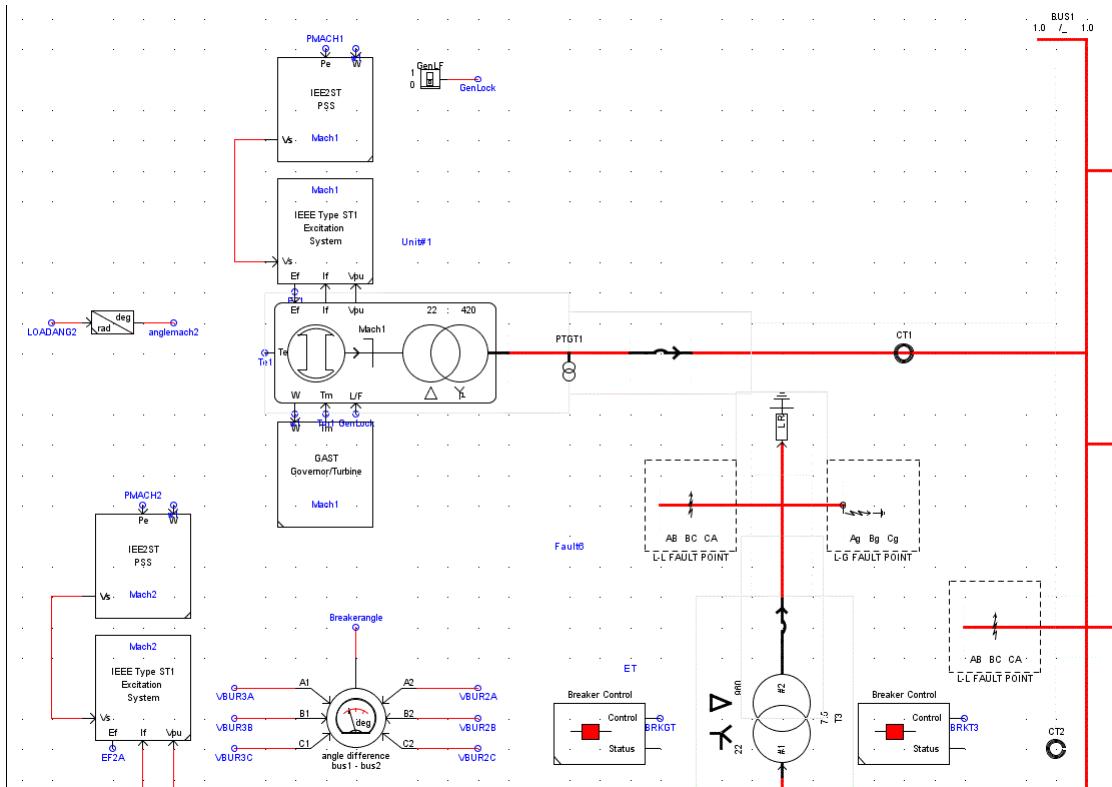 BUS1
1.0 /_ 1.0
PMACH1
Pe W
IEE2ST
PSS
Vs Mach1
GenLF
1
0
GenLock
Mach1
IEEE Type ST1
Excitation
System
Vs
Ef If Vpu
Unit#1
Ef If Vpu
22 : 420
Mach1
Te
Te1
W Tm L/F
Tm1 GenLock
W Tm
GAST
Governor/Turbine
Mach1
LOADANG2
rad deg
anglemach2
PTGT1
CT1
LR
AB BC CA
L-L FAULT POINT
Ag Bg Cg
L-G FAULT POINT
Fault6
PMACH2
Pe W
IEE2ST
PSS
Vs Mach2
Mach2
IEEE Type ST1
Excitation
System
Vs
Ef If Vpu
EF2A
Breakerangle
A1 A2
VBUR3A VBUR2A
B1 B2
VBUR3B VBUR2B
deg
C1 C2
VBUR3C VBUR2C
angle difference
bus1 - bus2
ET
Breaker Control
Control
BRKGT
Status
#2
#1
22
7.5
T3
Breaker Control
Control
BRKT3
Status
AB BC CA
L-L FAULT POINT
CT2